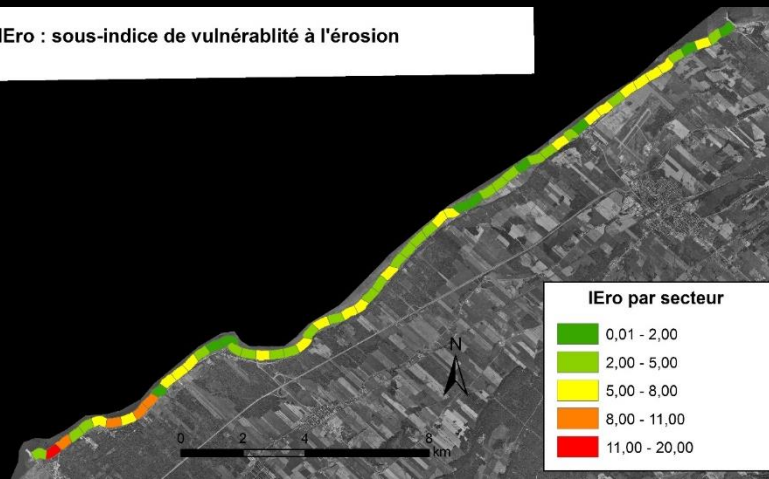 IEro : sous-indice de vulnérablité à l'érosion
N
0 2 4 8
km
IEro par secteur
0,01 - 2,00
2,00 - 5,00
5,00 - 8,00
8,00 - 11,00
11,00 - 20,00